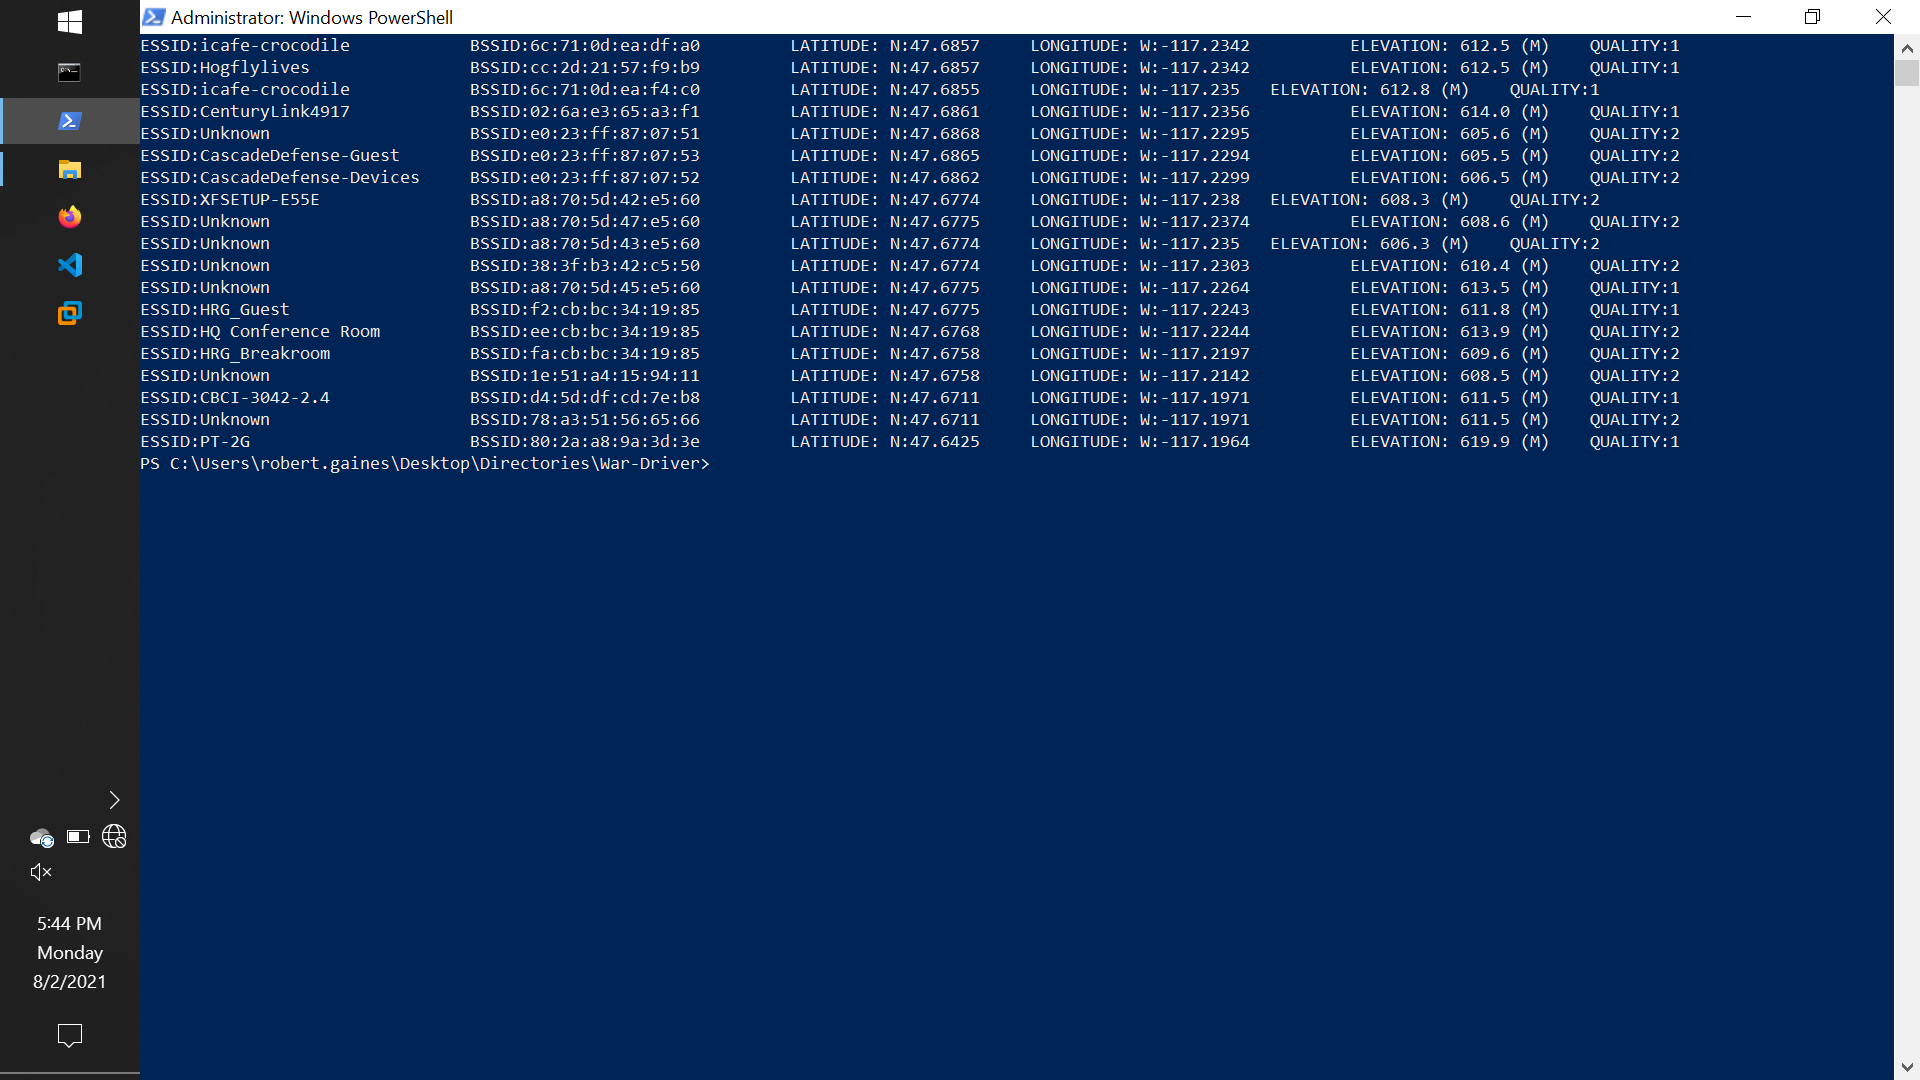 Administrator: Windows PowerShell
ESSID:icafe-crocodile BSSID:6c:71:0d:ea:df:a0 LATITUDE: N:47.6857 LONGITUDE: W:-117.2342 ELEVATION: 612.5 (M) QUALITY:1
ESSID:Hogflylives BSSID:cc:2d:21:57:f9:b9 LATITUDE: N:47.6857 LONGITUDE: W:-117.2342 ELEVATION: 612.5 (M) QUALITY:1
ESSID:icafe-crocodile BSSID:6c:71:0d:ea:f4:c0 LATITUDE: N:47.6855 LONGITUDE: W:-117.235 ELEVATION: 612.8 (M) QUALITY:1
ESSID:CenturyLink4917 BSSID:02:6a:e3:65:a3:f1 LATITUDE: N:47.6861 LONGITUDE: W:-117.2356 ELEVATION: 614.0 (M) QUALITY:1
ESSID:Unknown BSSID:e0:23:ff:87:07:51 LATITUDE: N:47.6868 LONGITUDE: W:-117.2295 ELEVATION: 605.6 (M) QUALITY:2
ESSID:CascadeDefense-Guest BSSID:e0:23:ff:87:07:53 LATITUDE: N:47.6865 LONGITUDE: W:-117.2294 ELEVATION: 605.5 (M) QUALITY:2
ESSID:CascadeDefense-Devices BSSID:e0:23:ff:87:07:52 LATITUDE: N:47.6862 LONGITUDE: W:-117.2299 ELEVATION: 606.5 (M) QUALITY:2
ESSID:XFSETUP-E55E BSSID:a8:70:5d:42:e5:60 LATITUDE: N:47.6774 LONGITUDE: W:-117.238 ELEVATION: 608.3 (M) QUALITY:2
ESSID:Unknown BSSID:a8:70:5d:47:e5:60 LATITUDE: N:47.6775 LONGITUDE: W:-117.2374 ELEVATION: 608.6 (M) QUALITY:2
ESSID:Unknown BSSID:a8:70:5d:43:e5:60 LATITUDE: N:47.6774 LONGITUDE: W:-117.235 ELEVATION: 606.3 (M) QUALITY:2
ESSID:Unknown BSSID:38:3f:b3:42:c5:50 LATITUDE: N:47.6774 LONGITUDE: W:-117.2303 ELEVATION: 610.4 (M) QUALITY:2
ESSID:Unknown BSSID:a8:70:5d:45:e5:60 LATITUDE: N:47.6775 LONGITUDE: W:-117.2264 ELEVATION: 613.5 (M) QUALITY:1
ESSID:HRG_Guest BSSID:f2:cb:bc:34:19:85 LATITUDE: N:47.6775 LONGITUDE: W:-117.2243 ELEVATION: 611.8 (M) QUALITY:1
ESSID:HQ Conference Room BSSID:ee:cb:bc:34:19:85 LATITUDE: N:47.6768 LONGITUDE: W:-117.2244 ELEVATION: 613.9 (M) QUALITY:2
ESSID:HRG_Breakroom BSSID:fa:cb:bc:34:19:85 LATITUDE: N:47.6758 LONGITUDE: W:-117.2197 ELEVATION: 609.6 (M) QUALITY:2
ESSID:Unknown BSSID:1e:51:a4:15:94:11 LATITUDE: N:47.6758 LONGITUDE: W:-117.2142 ELEVATION: 608.5 (M) QUALITY:2
ESSID:CBCI-3042-2.4 BSSID:d4:5d:df:cd:7e:b8 LATITUDE: N:47.6711 LONGITUDE: W:-117.1971 ELEVATION: 611.5 (M) QUALITY:1
ESSID:Unknown BSSID:78:a3:51:56:65:66 LATITUDE: N:47.6711 LONGITUDE: W:-117.1971 ELEVATION: 611.5 (M) QUALITY:2
ESSID:PT-2G BSSID:80:2a:a8:9a:3d:3e LATITUDE: N:47.6425 LONGITUDE: W:-117.1964 ELEVATION: 619.9 (M) QUALITY:1
PS C:\Users\robert.gaines\Desktop\Directories\War-Driver>
5:44 PM
Monday
8/2/2021